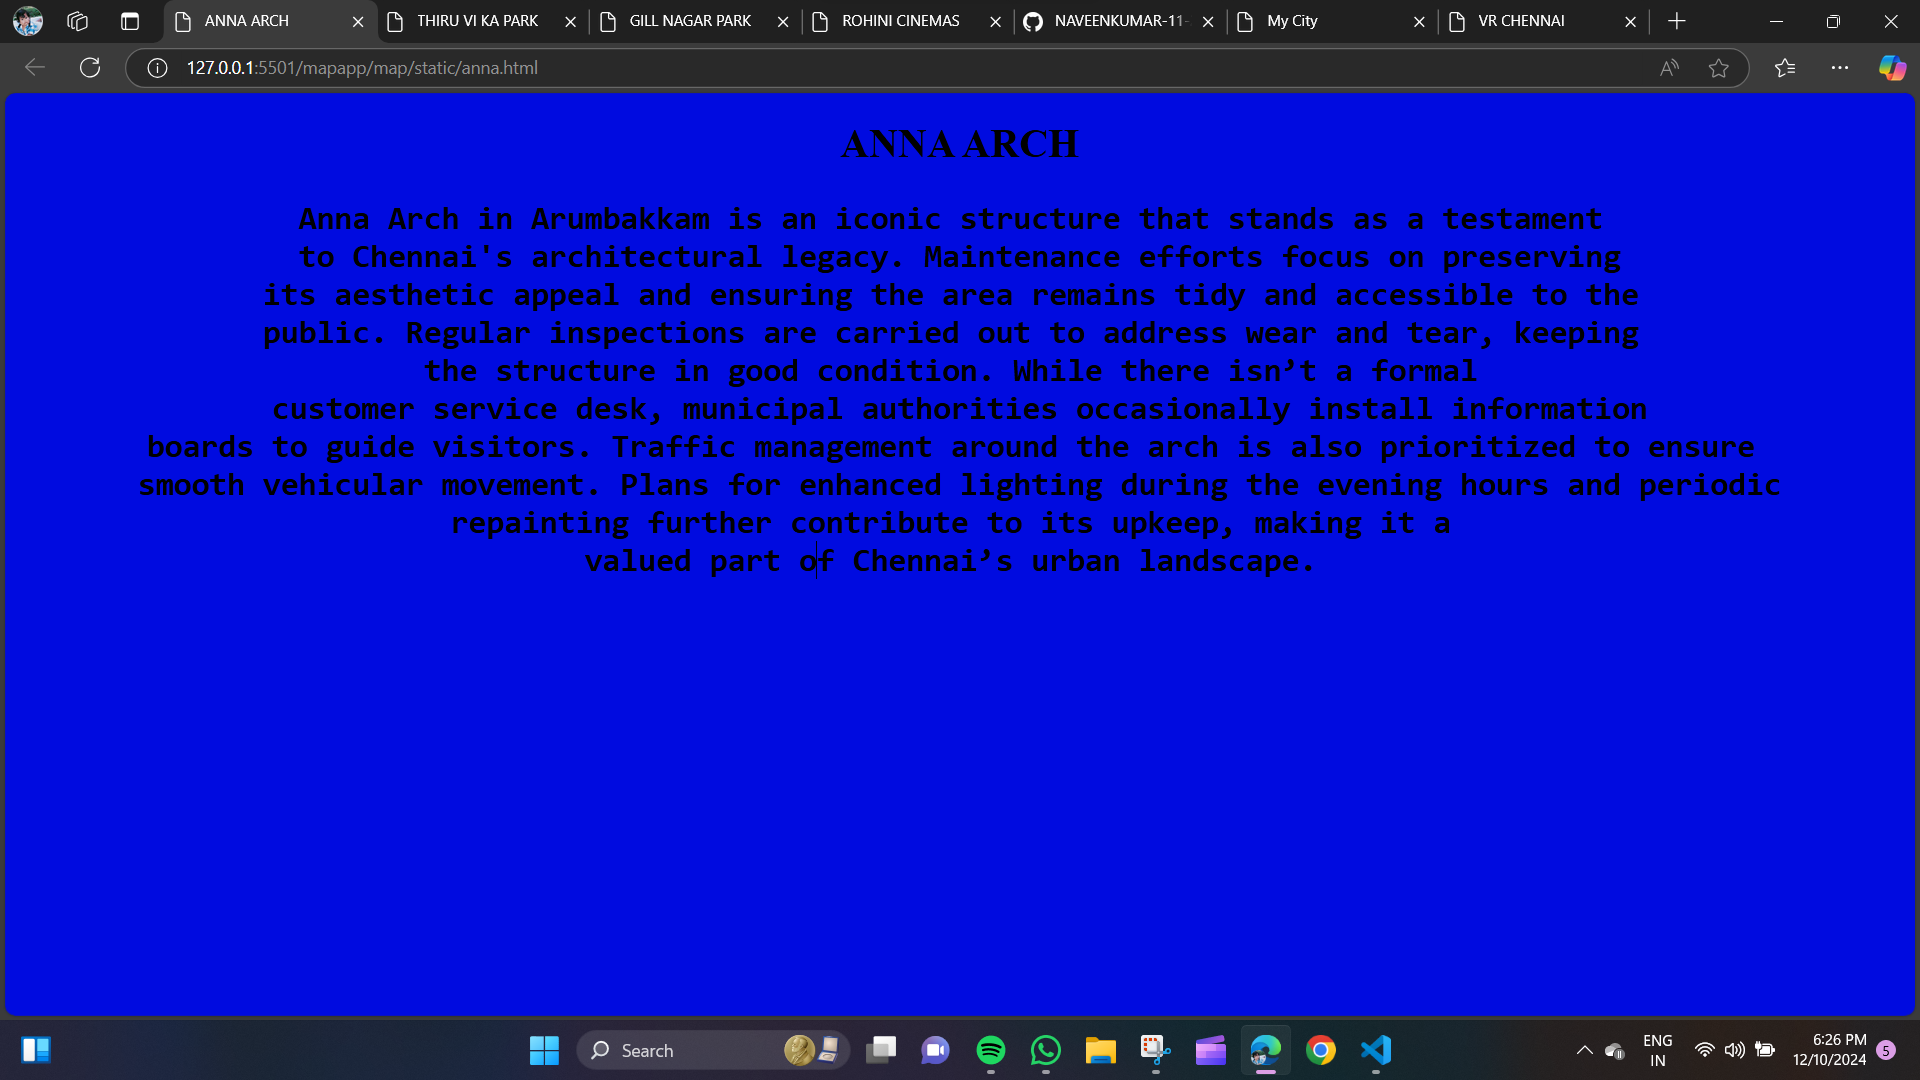 ANNA ARCH
THIRU VI KA PARK
GILL NAGAR PARK
ROHINI CINEMAS
NAVEENKUMAR-11-
My City
VR CHENNAI
127.0.0.1:5501/mapapp/map/static/anna.html
ANNA ARCH
Anna Arch in Arumbakkam is an iconic structure that stands as a testament
to Chennai's architectural legacy. Maintenance efforts focus on preserving
its aesthetic appeal and ensuring the area remains tidy and accessible to the
public. Regular inspections are carried out to address wear and tear, keeping
the structure in good condition. While there isn’t a formal
customer service desk, municipal authorities occasionally install information
boards to guide visitors. Traffic management around the arch is also prioritized to ensure
smooth vehicular movement. Plans for enhanced lighting during the evening hours and periodic
repainting further contribute to its upkeep, making it a
valued part of Chennai’s urban landscape.
Search
ENG
IN
6:26 PM
12/10/2024
5